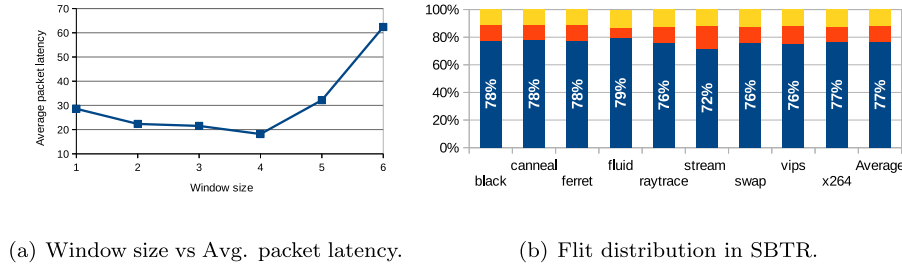 70
60
50
40
30
20
10
Average packet latency
1 2 3 4 5 6
Window size
100%
80%
60%
40%
20%
0%
78% 78% 78% 79% 76% 72% 76% 76% 77% 77%
canneal fluid stream vips Average
black ferret raytrace swap x264
(a) Window size vs Avg. packet latency.
(b) Flit distribution in SBTR.